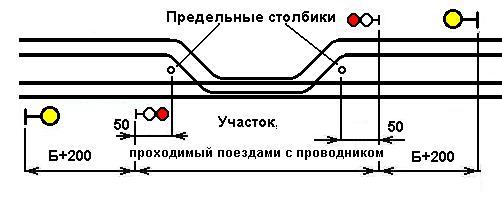 Предельные столбики
50
Участок,
50
Б+200
проходимый поездами с проводником
Б+200